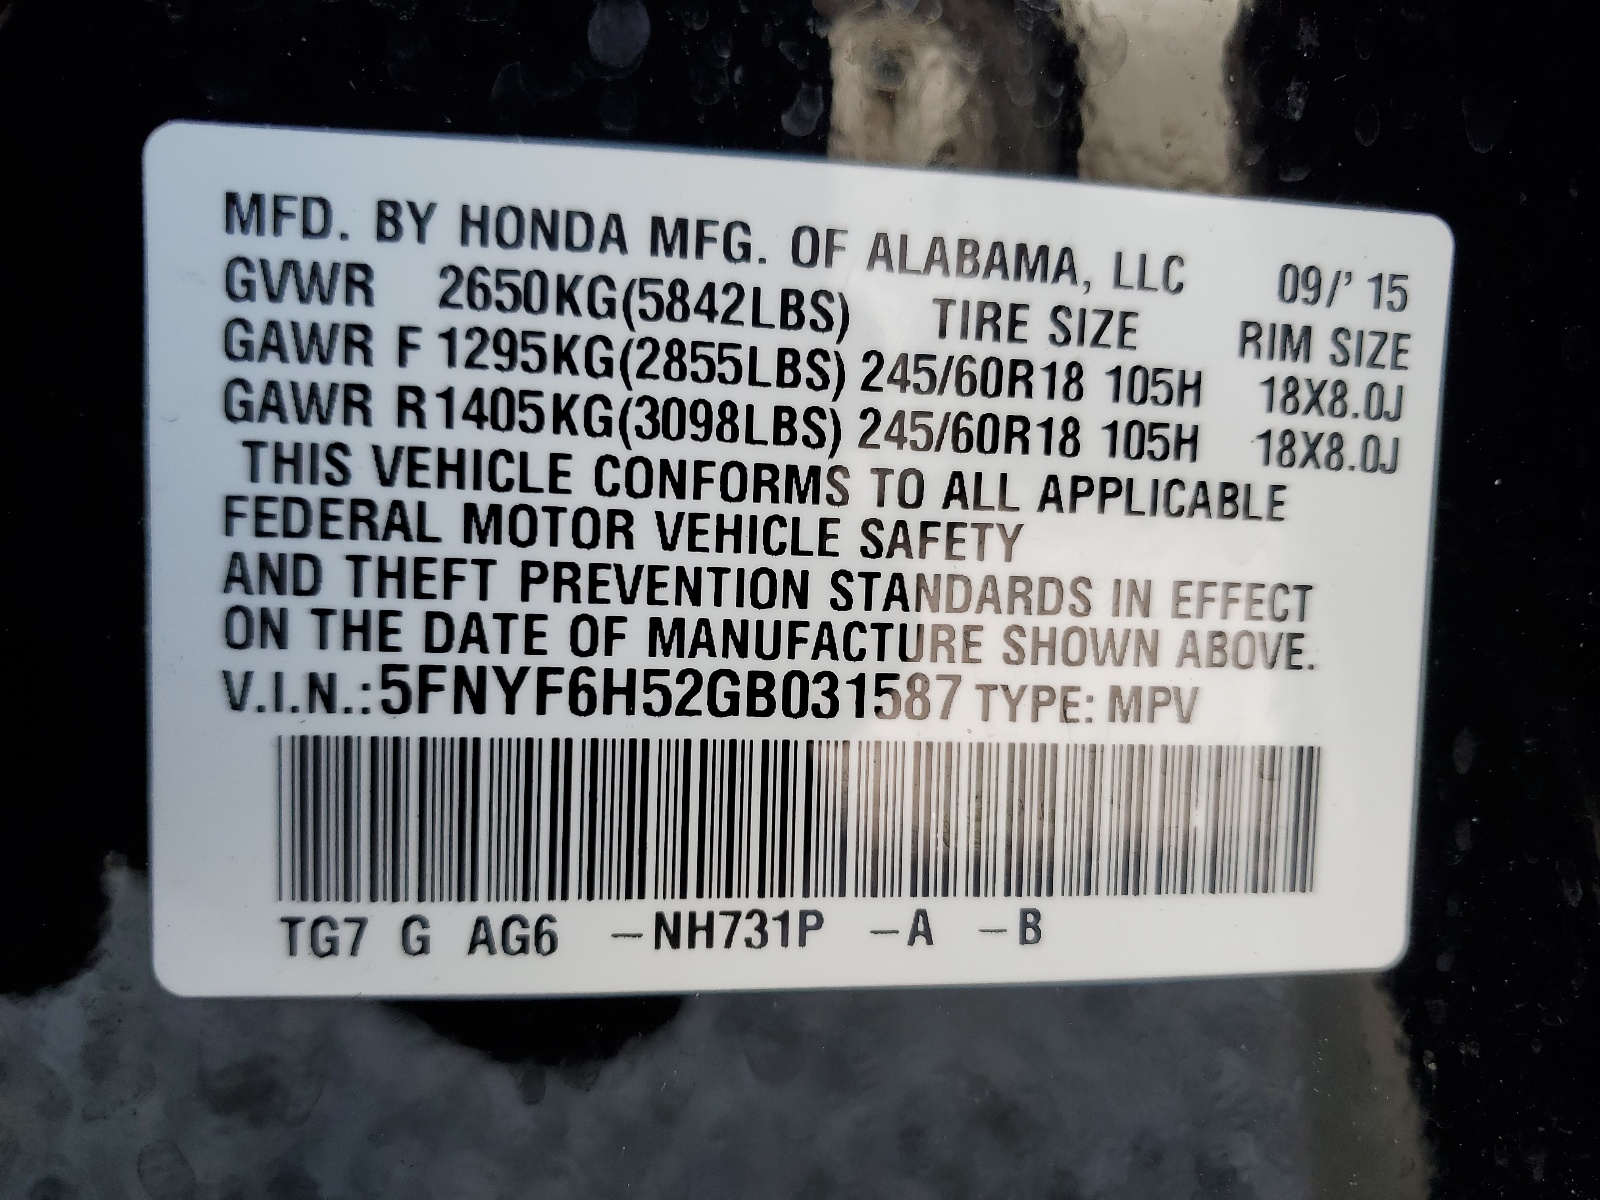 MFD. BY HONDA MFG. OF ALABAMA, LLC 09/' 15
GVWR 2650KG(5842LBS) TIRE SIZE RIM SIZE
GAWR F 1295KG(2855LBS) 245/60R18 105H 18X8.0J
GAWR R 1405KG(3098LBS) 245/60R18 105H 18X8.0J
THIS VEHICLE CONFORMS TO ALL APPLICABLE
FEDERAL MOTOR VEHICLE SAFETY
AND THEFT PREVENTION STANDARDS IN EFFECT
ON THE DATE OF MANUFACTURE SHOWN ABOVE.
V.I.N.: 5FNYF6H52GB031587 TYPE: MPV
TG7 G AG6 –NH731P –A –B